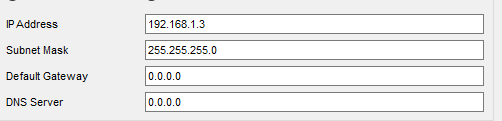 IP Address 192.168.1.3
Subnet Mask 255.255.255.0
Default Gateway 0.0.0.0
DNS Server 0.0.0.0